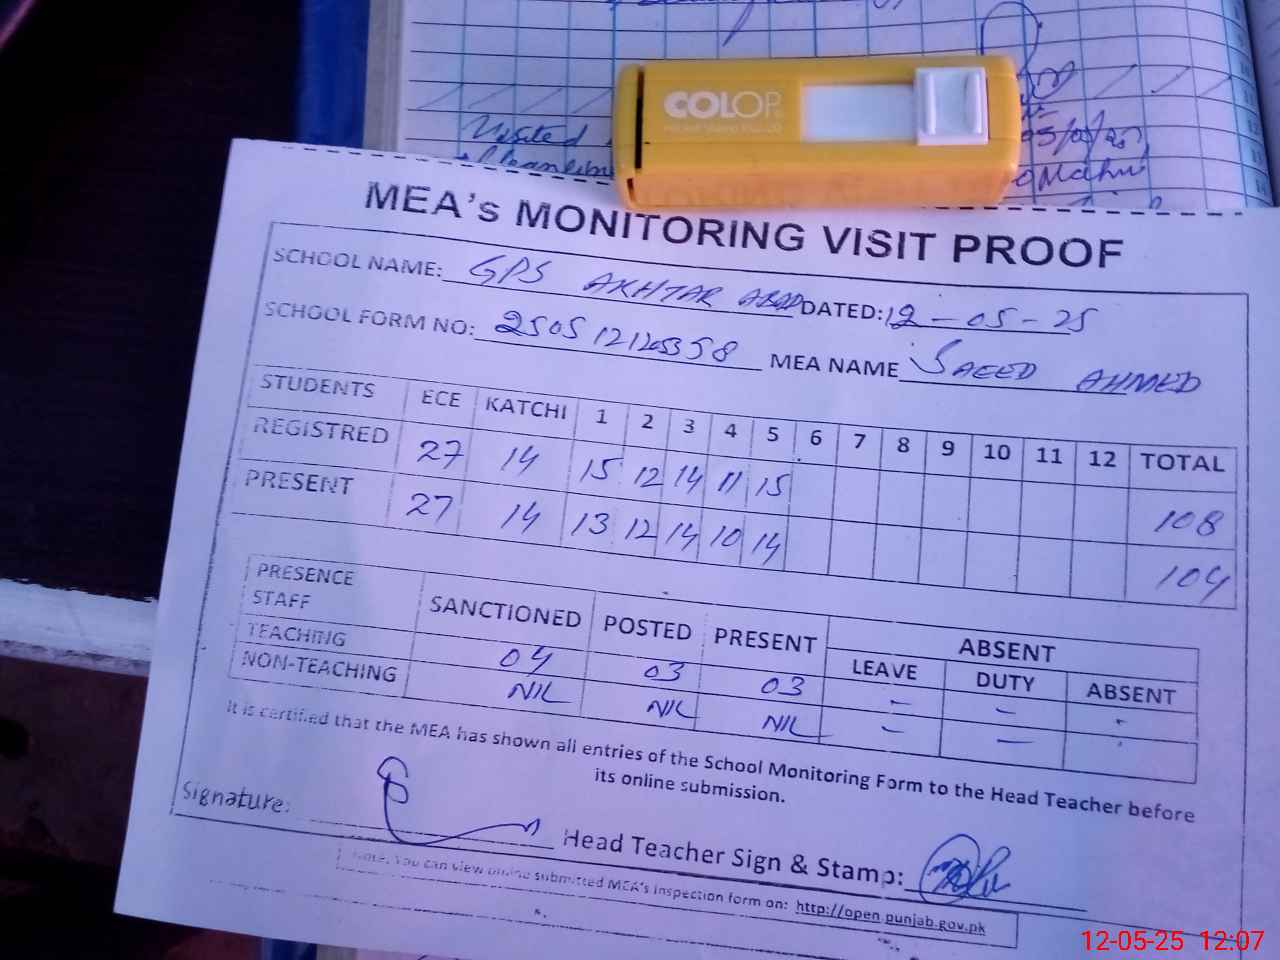 COLOP
Visited
05/05/25
MEA's MONITORING VISIT PROOF
SCHOOL NAME: GPS AKHTAR ABAD DATED: 12-05-25
SCHOOL FORM NO: 2505121205358 MEA NAME SAEED AHMED
STUDENTS ECE KATCHI 1 2 3 4 5 6 7 8 9 10 11 12 TOTAL
REGISTRED 27 14 15 12 14 11 15 108
PRESENT 27 14 13 12 14 10 14 104
PRESENCE STAFF SANCTIONED POSTED PRESENT ABSENT
LEAVE DUTY ABSENT
TEACHING 04 03 03 - - -
NON-TEACHING NIL NIL NIL - - -
It is certified that the MEA has shown all entries of the School Monitoring Form to the Head Teacher before
its online submission.
Signature: Head Teacher Sign & Stamp:
Note: You can view online submitted MEA's inspection form on: http://open.punjab.gov.pk
12-05-25 12:07